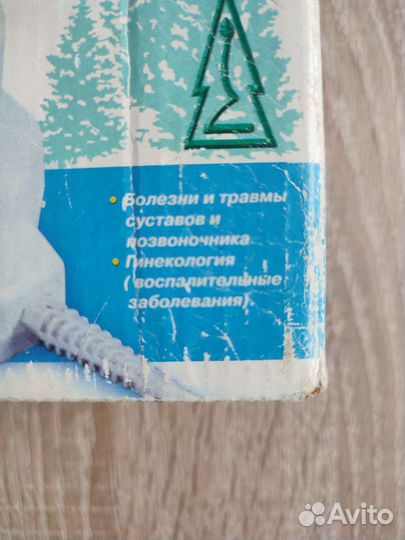 • Болезни и травмы
суставов и
позвоночника
• Гинекология
( воспалительные
заболевания)
Avito